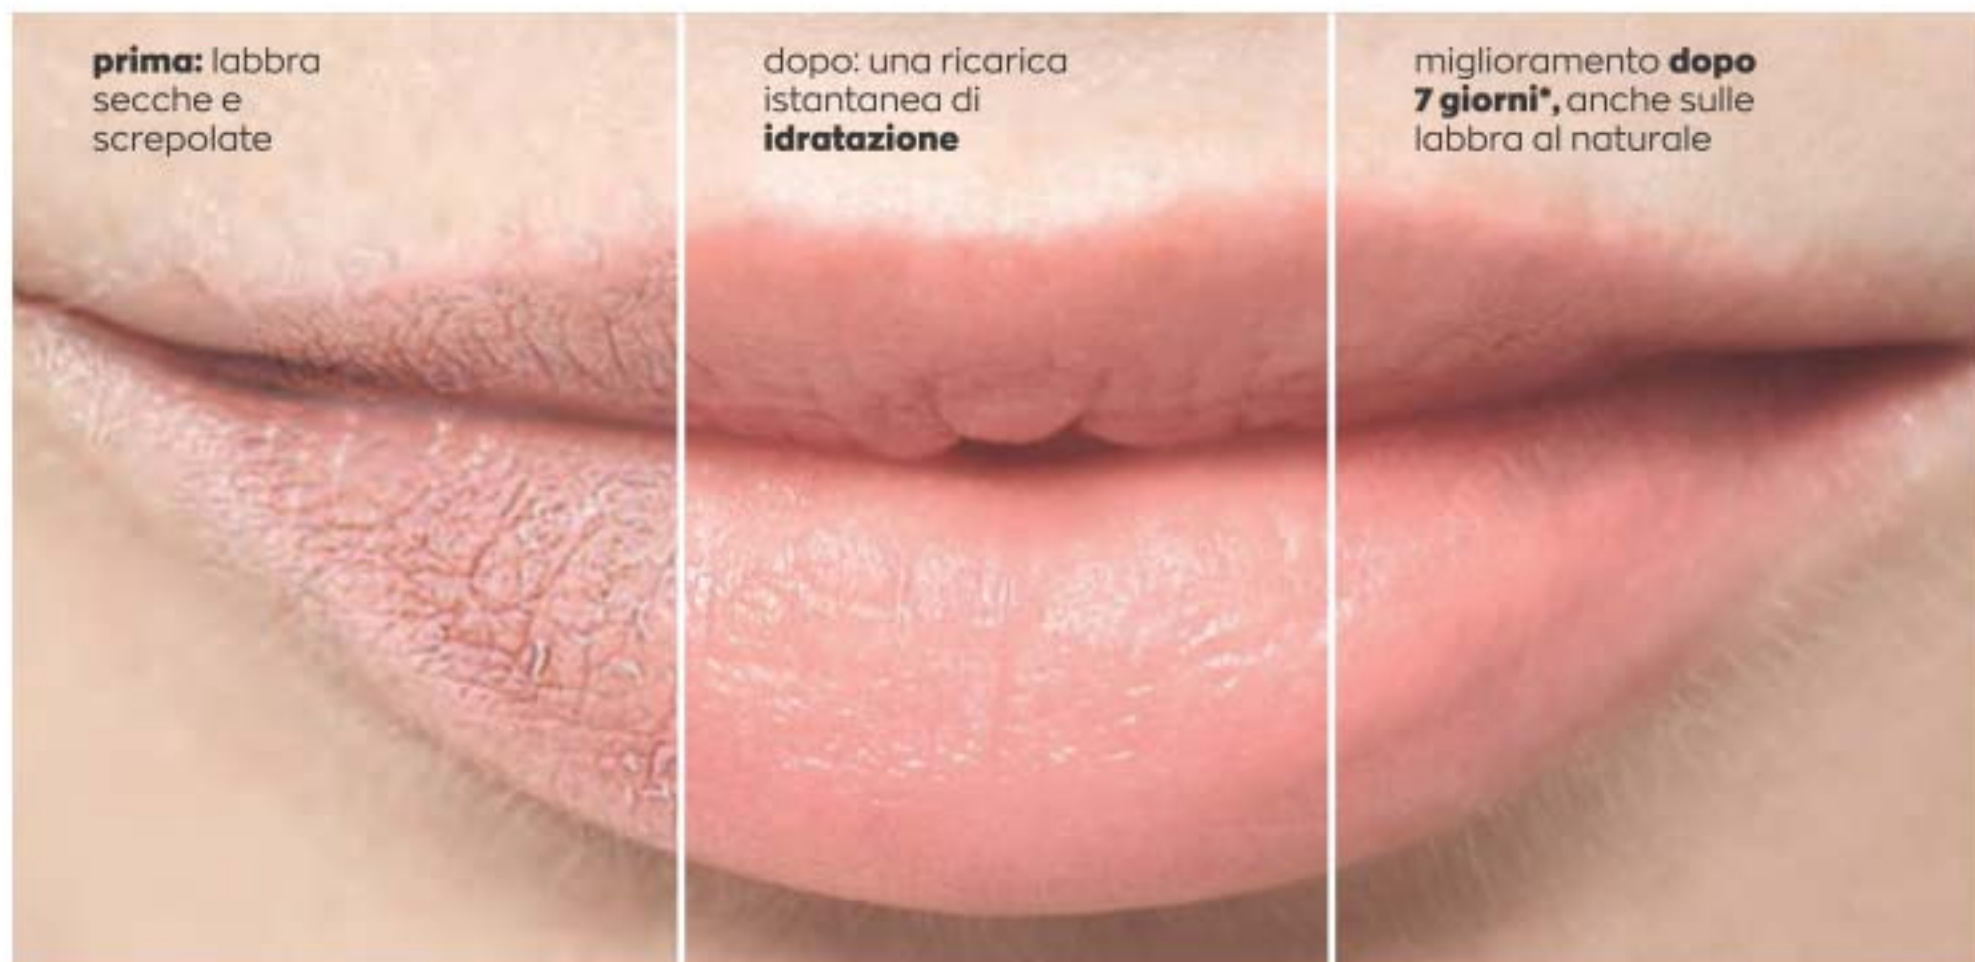 prima: labbra
secche e
screpolate
dopo: una ricarica
istantanea di
idratazione
miglioramento dopo
7 giorni*, anche sulle
labbra al naturale